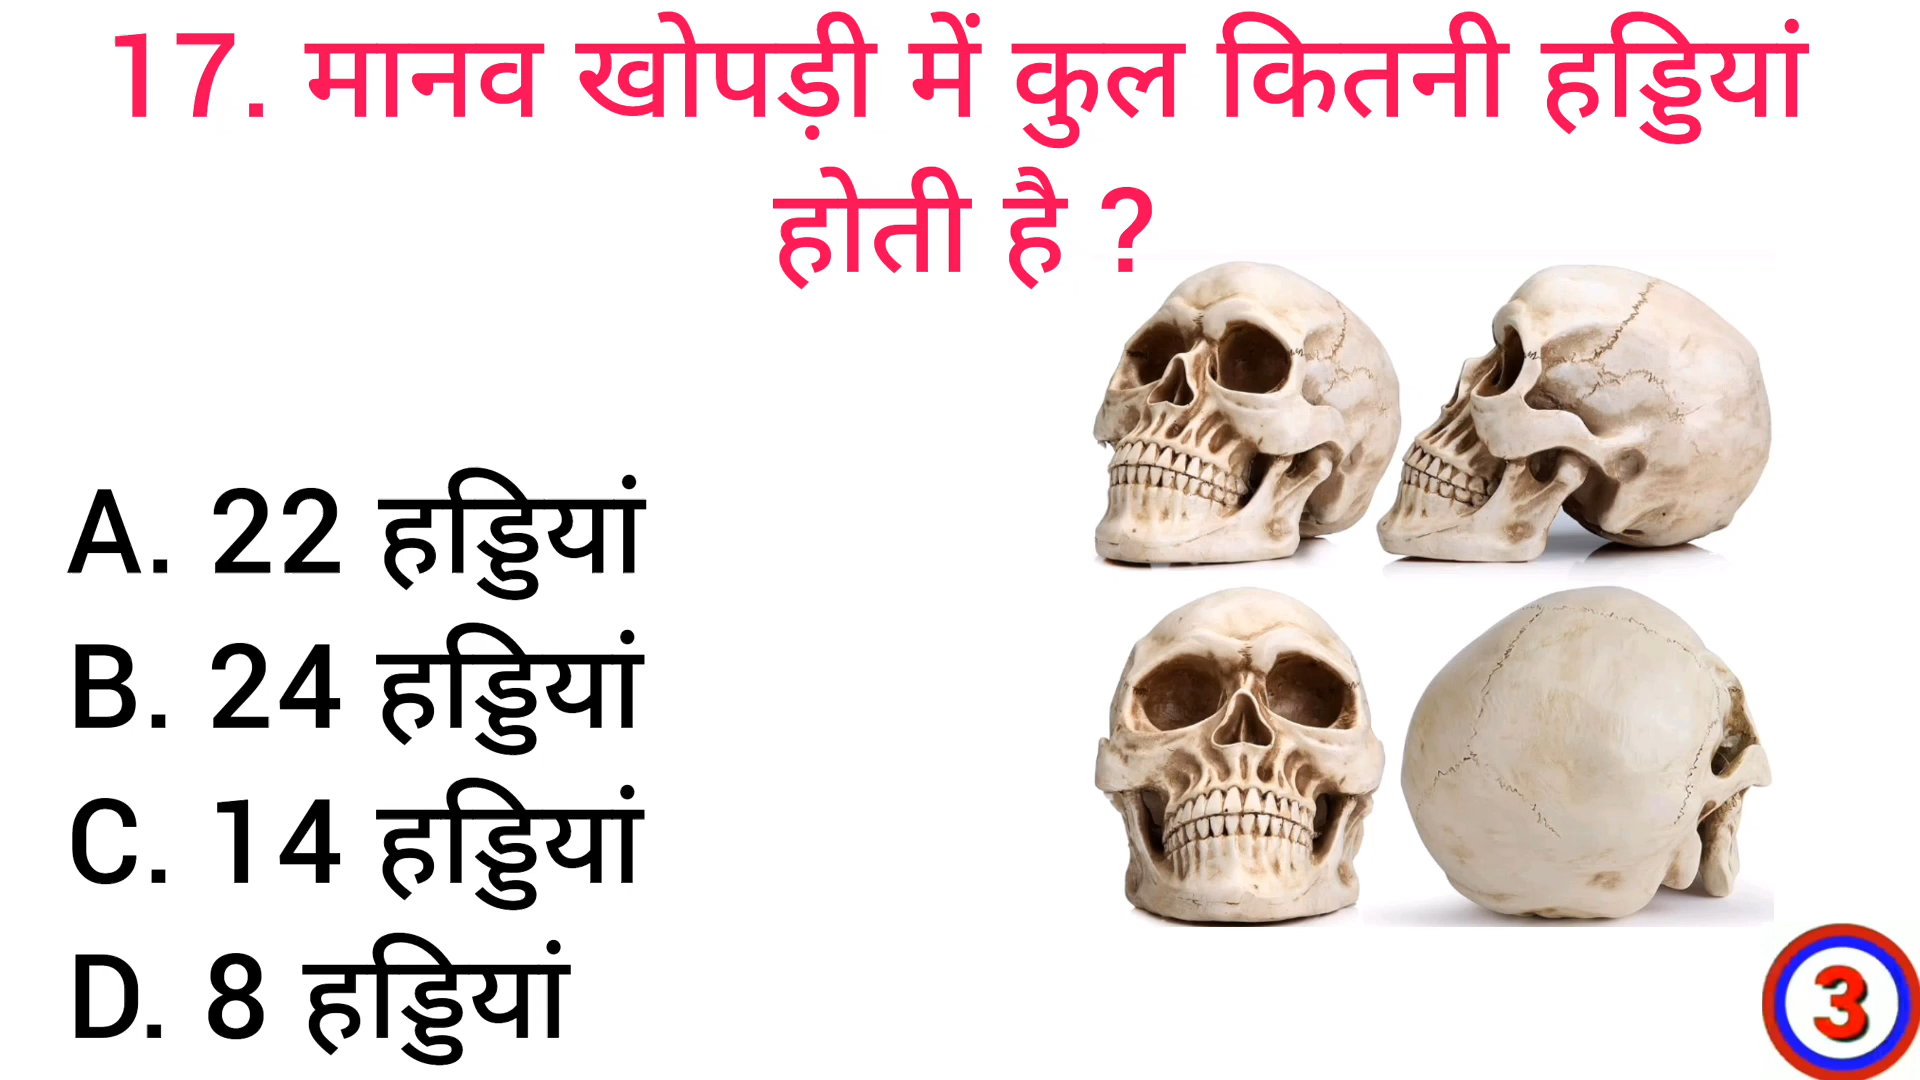 17. मानव खोपड़ी में कुल कितनी हड्डियां
होती है ?
A. 22 हड्डियां
B. 24 हड्डियां
C. 14 हड्डियां
D. 8 हड्डियां
3